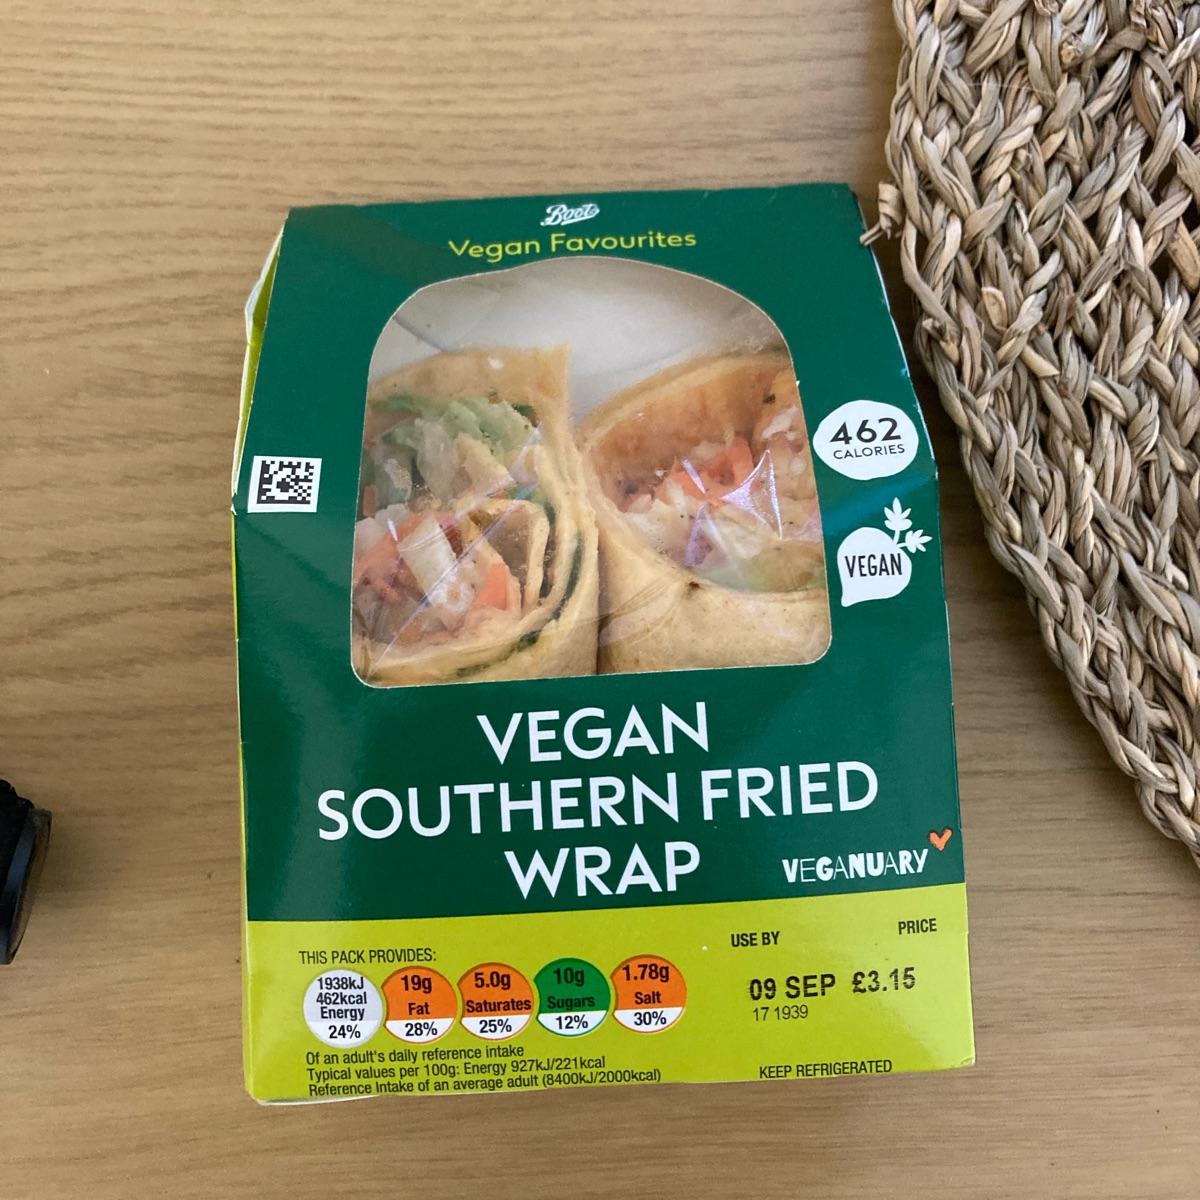 Boots
Vegan Favourites
462
CALORIES
VEGAN
VEGAN
SOUTHERN FRIED
WRAP
VEGANUARY
THIS PACK PROVIDES:
1938kJ
462kcal
Energy
24%
19g
Fat
28%
5.0g
Saturates
25%
10g
Sugars
12%
1.78g
Salt
30%
Of an adult's daily reference intake
Typical values per 100g: Energy 927kJ/221kcal
Reference Intake of an average adult (8400kJ/2000kcal)
USE BY
PRICE
09 SEP £3.15
17 1939
KEEP REFRIGERATED